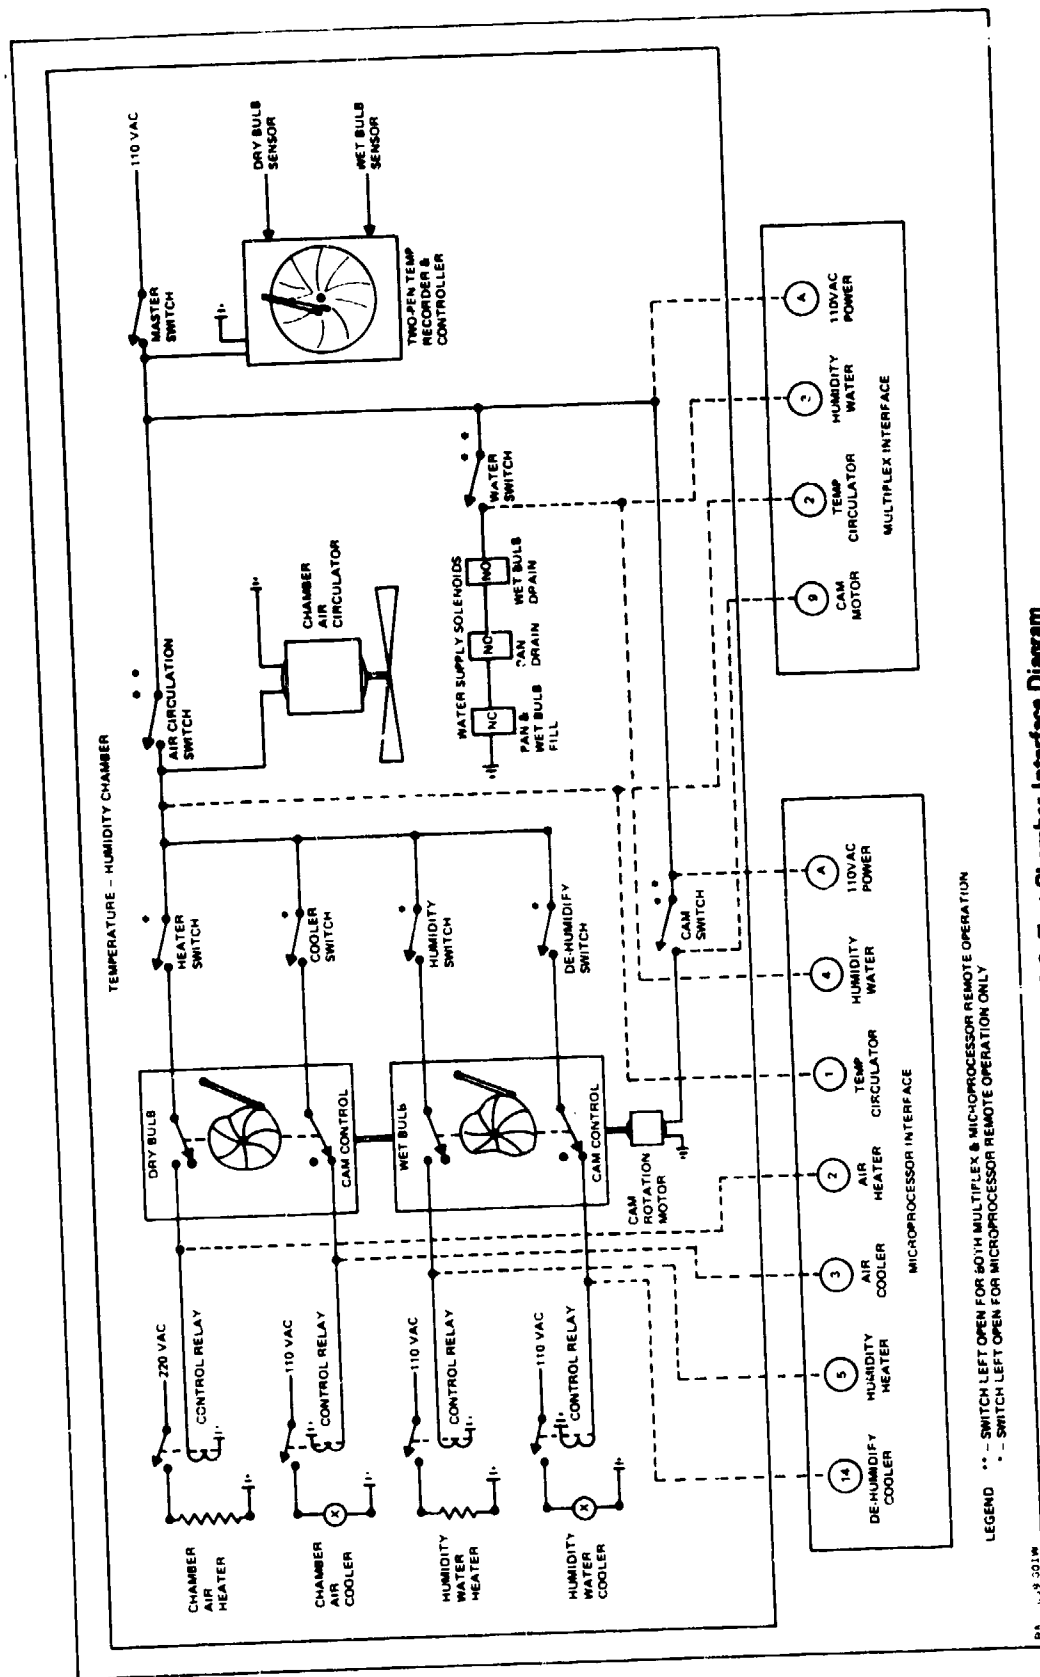 TEMPERATURE – HUMIDITY CHAMBER
110 VAC
MASTER
SWITCH
DRY BULB
SENSOR
WET BULB
SENSOR
TWO-PEN TEMP
RECORDER &
CONTROLLER
AIR CIRCULATION
SWITCH
**
CHAMBER
AIR
CIRCULATOR
WATER SUPPLY SOLENOIDS
NC
NO
NO
PAN &
WET BULB
FILL
DRAIN
WET BULB
DRAIN
WATER
SWITCH
**
HEATER
SWITCH
*
COOLER
SWITCH
*
HUMIDITY
SWITCH
*
DE-HUMIDIFY
SWITCH
*
CAM
SWITCH
**
DRY BULB
CAM CONTROL
WET BULB
CAM CONTROL
CAM
ROTATION
MOTOR
220 VAC
CONTROL RELAY
110 VAC
CONTROL RELAY
110 VAC
CONTROL RELAY
110 VAC
CONTROL RELAY
CHAMBER
AIR
HEATER
X
CHAMBER
AIR
COOLER
HUMIDITY
WATER
HEATER
X
HUMIDITY
WATER
COOLER
14
DE-HUMIDIFY
COOLER
5
HUMIDITY
HEATER
3
AIR
COOLER
2
AIR
HEATER
1
TEMP
CIRCULATOR
4
HUMIDITY
WATER
A
110VAC
POWER
MICROPROCESSOR INTERFACE
9
CAM
MOTOR
2
TEMP
CIRCULATOR
HUMIDITY
WATER
A
110VAC
POWER
MULTIPLEX INTERFACE
LEGEND ** – SWITCH LEFT OPEN FOR BOTH MULTIPLEX & MICROPROCESSOR REMOTE OPERATION
* – SWITCH LEFT OPEN FOR MICROPROCESSOR REMOTE OPERATION ONLY
Chamber Interface Diagram